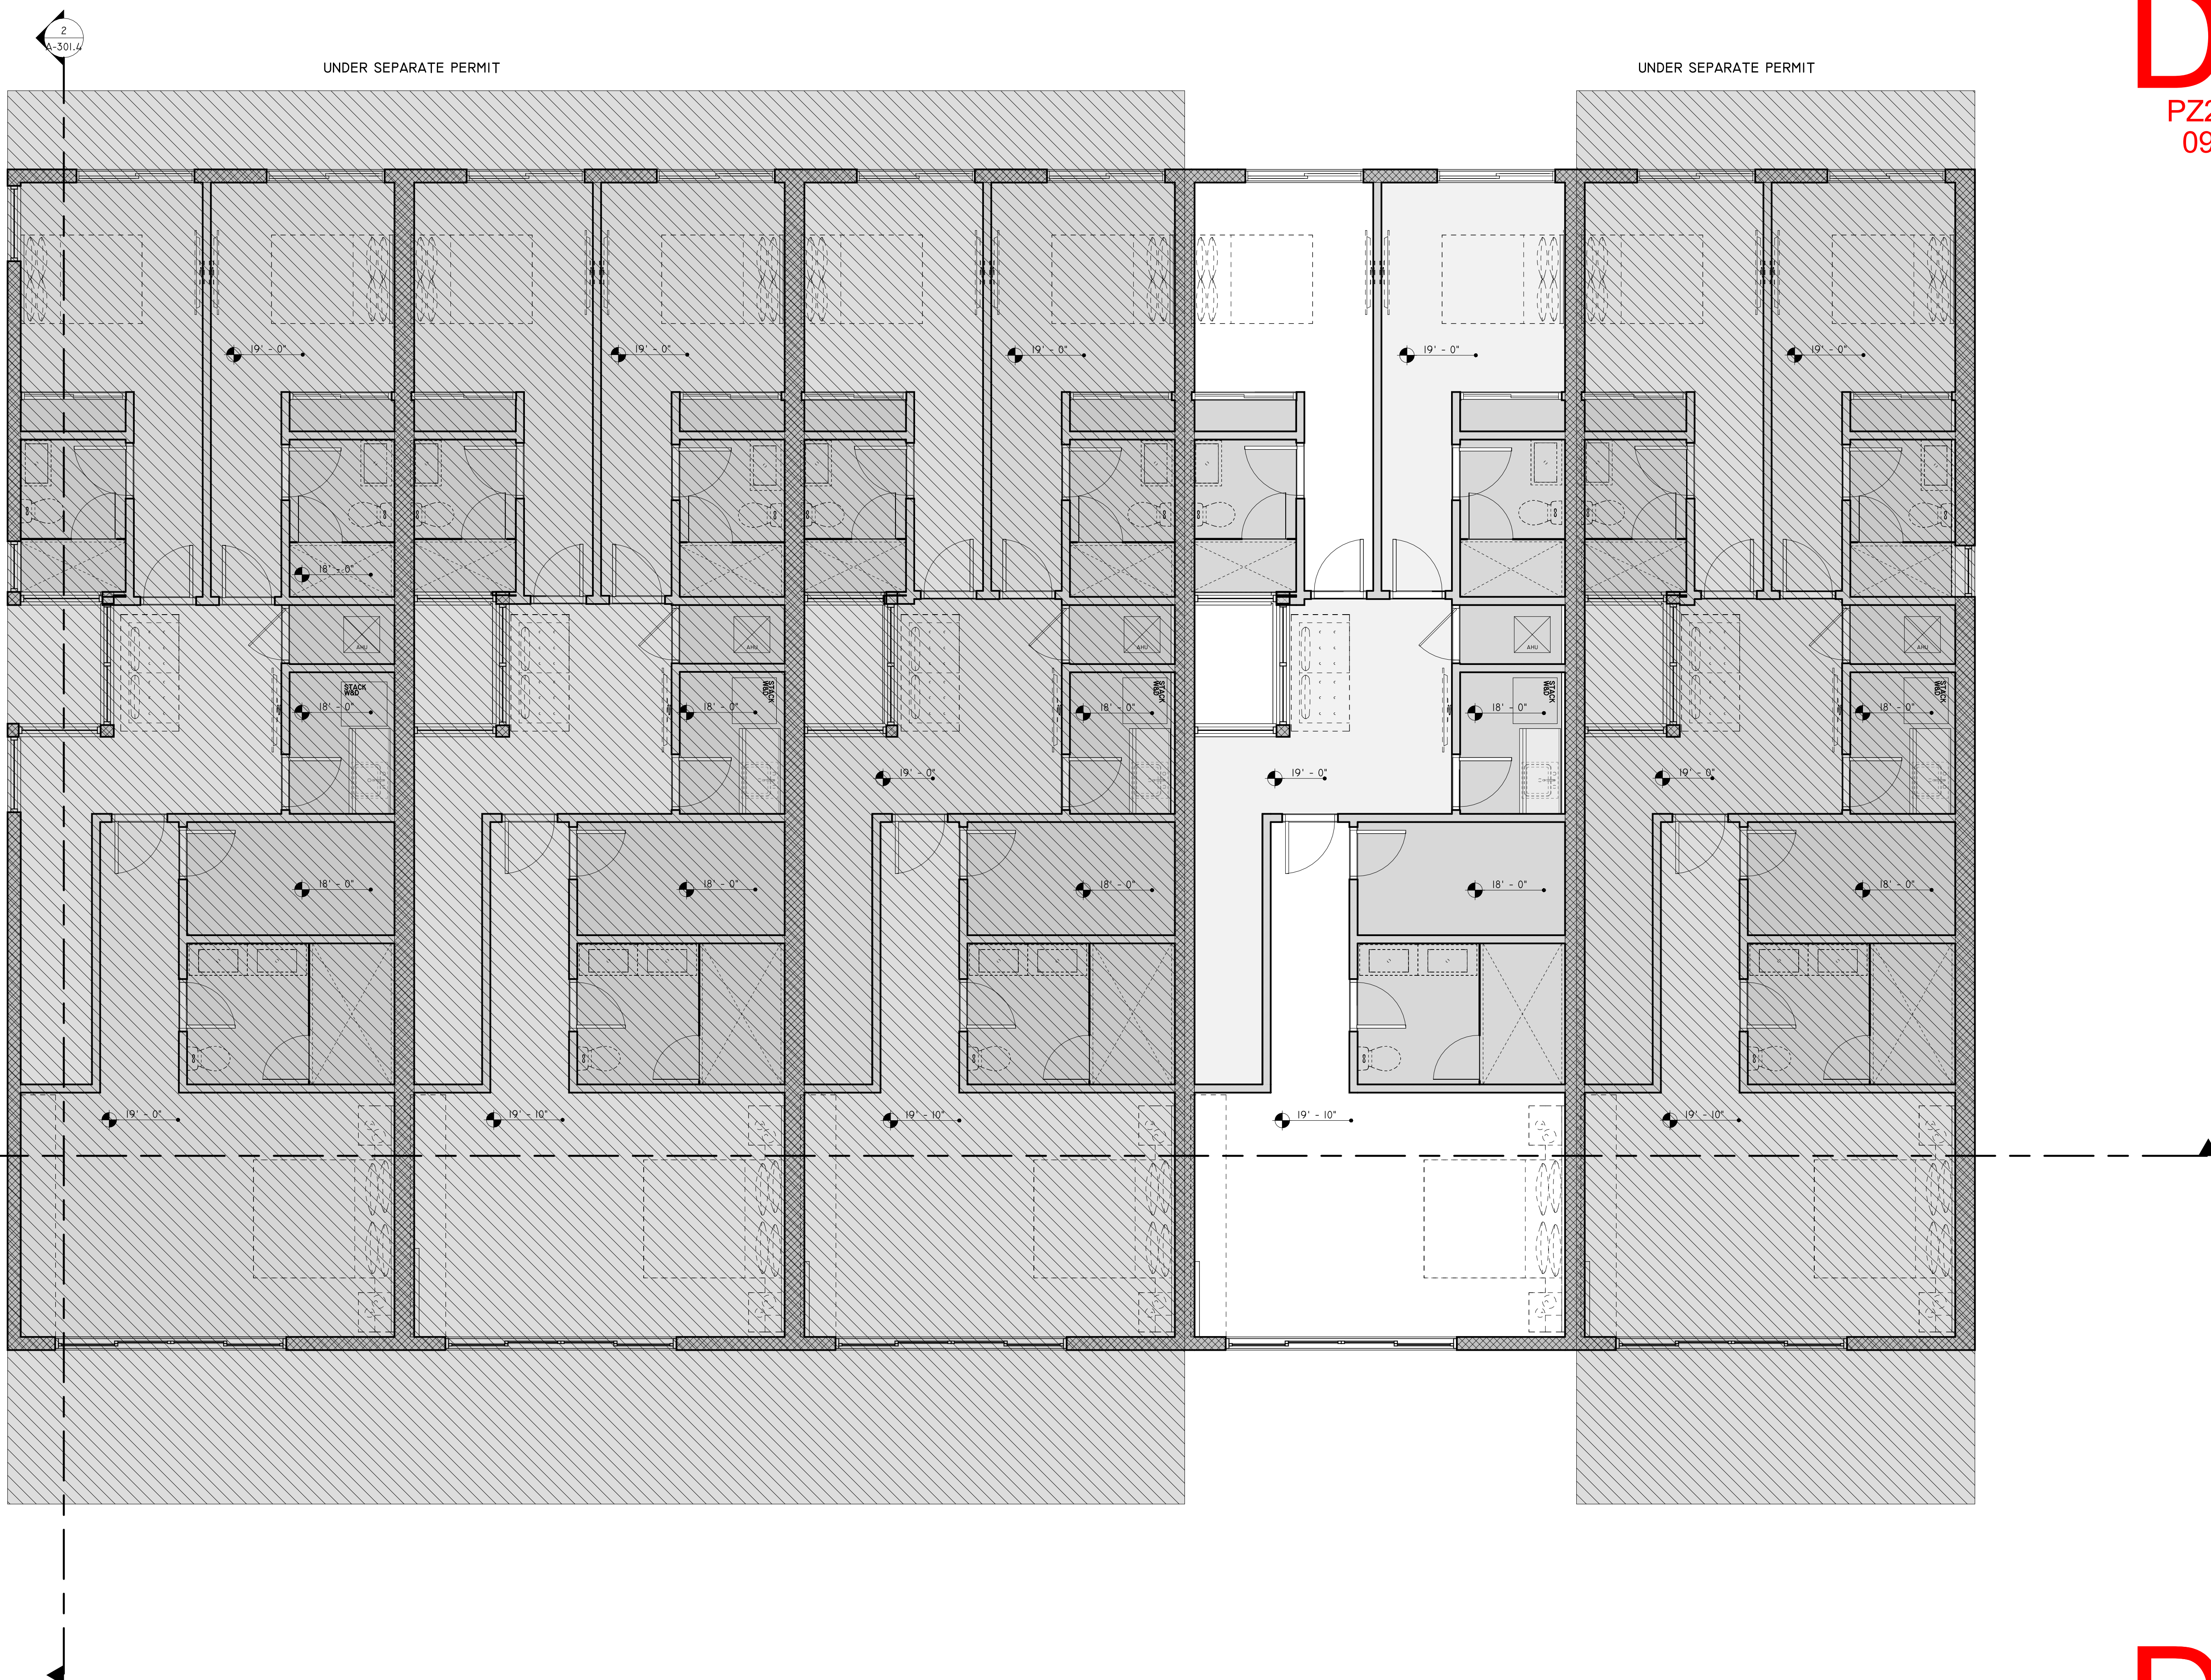 2
A-301.4
UNDER SEPARATE PERMIT
UNDER SEPARATE PERMIT
D
PZ2
09
19' - 0"
19' - 0"
19' - 0"
19' - 0"
19' - 0"
18' - 0"
AHU
AHU
AHU
AHU
AHU
STACK
W&D
STACK
W&D
STACK
W&D
STACK
W&D
STACK
W&D
18' - 0"
18' - 0"
18' - 0"
18' - 0"
18' - 0"
19' - 0"
19' - 0"
19' - 0"
18' - 0"
18' - 0"
18' - 0"
18' - 0"
18' - 0"
19' - 0"
19' - 10"
19' - 10"
19' - 10"
19' - 10"
D